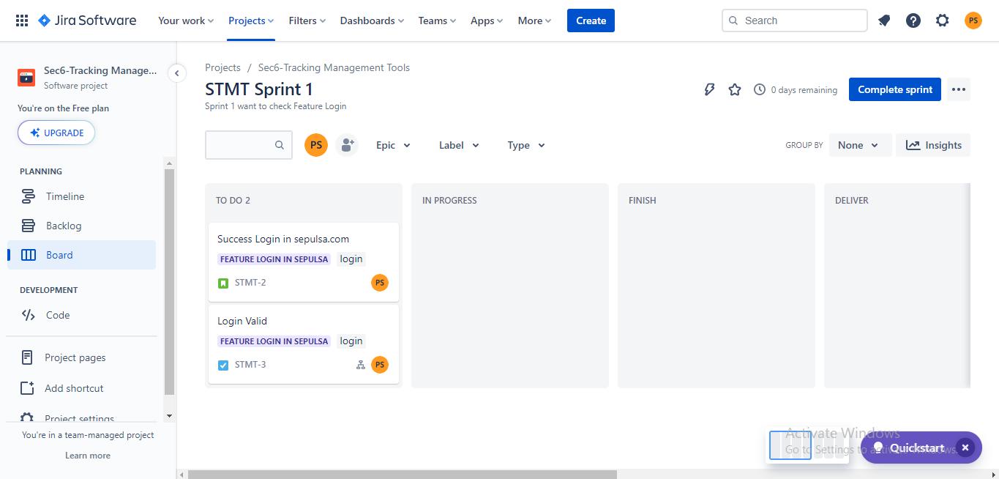 Jira Software
Your work
Projects
Filters
Dashboards
Teams
Apps
More
Create
Search
PS
Sec6-Tracking Manage...
Software project
You're on the Free plan
UPGRADE
PLANNING
Timeline
Backlog
Board
DEVELOPMENT
Code
Project pages
Add shortcut
Project settings
You're in a team-managed project
Learn more
Projects / Sec6-Tracking Management Tools
STMT Sprint 1
Sprint 1 want to check Feature Login
0 days remaining
Complete sprint
PS
Epic
Label
Type
GROUP BY
None
Insights
TO DO 2
Success Login in sepulsa.com
FEATURE LOGIN IN SEPULSA
login
STMT-2
PS
Login Valid
FEATURE LOGIN IN SEPULSA
login
STMT-3
PS
IN PROGRESS
FINISH
DELIVER
Activate Windows
Go to Settings to activate Windows.
Quickstart